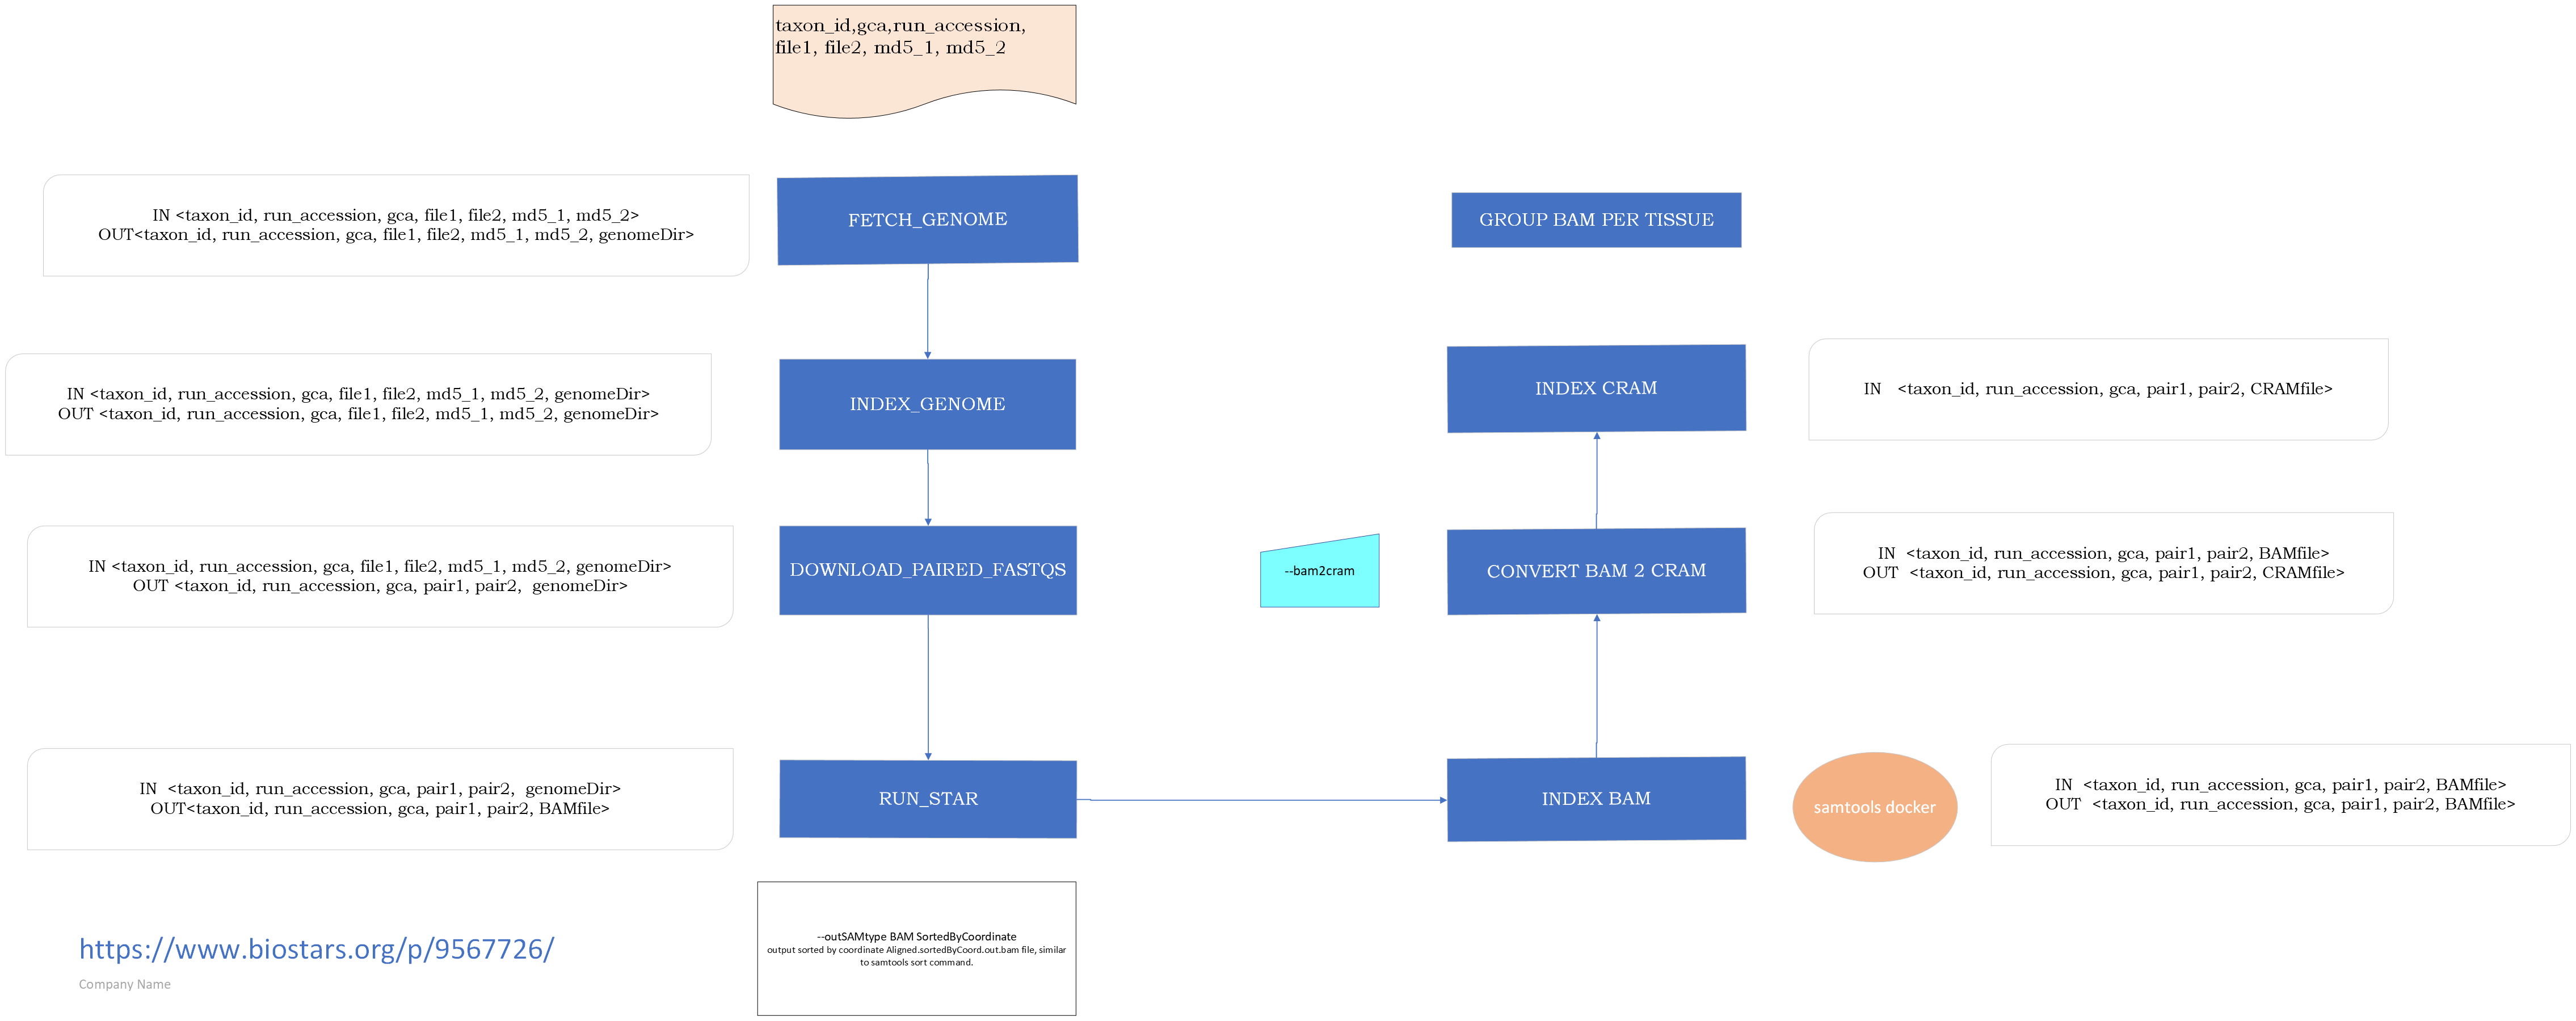 taxon_id,gca,run_accession,
file1, file2, md5_1, md5_2
IN <taxon_id, run_accession, gca, file1, file2, md5_1, md5_2>
OUT<taxon_id, run_accession, gca, file1, file2, md5_1, md5_2, genomeDir>
FETCH_GENOME
GROUP BAM PER TISSUE
IN <taxon_id, run_accession, gca, file1, file2, md5_1, md5_2, genomeDir>
OUT <taxon_id, run_accession, gca, file1, file2, md5_1, md5_2, genomeDir>
INDEX_GENOME
INDEX CRAM
IN   <taxon_id, run_accession, gca, pair1, pair2, CRAMfile>
IN <taxon_id, run_accession, gca, file1, file2, md5_1, md5_2, genomeDir>
OUT <taxon_id, run_accession, gca, pair1, pair2,  genomeDir>
DOWNLOAD_PAIRED_FASTQS
--bam2cram
CONVERT BAM 2 CRAM
IN  <taxon_id, run_accession, gca, pair1, pair2, BAMfile>
OUT  <taxon_id, run_accession, gca, pair1, pair2, CRAMfile>
IN  <taxon_id, run_accession, gca, pair1, pair2,  genomeDir>
OUT<taxon_id, run_accession, gca, pair1, pair2, BAMfile>
RUN_STAR
INDEX BAM
samtools docker
IN  <taxon_id, run_accession, gca, pair1, pair2, BAMfile>
OUT  <taxon_id, run_accession, gca, pair1, pair2, BAMfile>
--outSAMtype BAM SortedByCoordinate
output sorted by coordinate Aligned.sortedByCoord.out.bam file, similar
to samtools sort command.
https://www.biostars.org/p/9567726/
Company Name